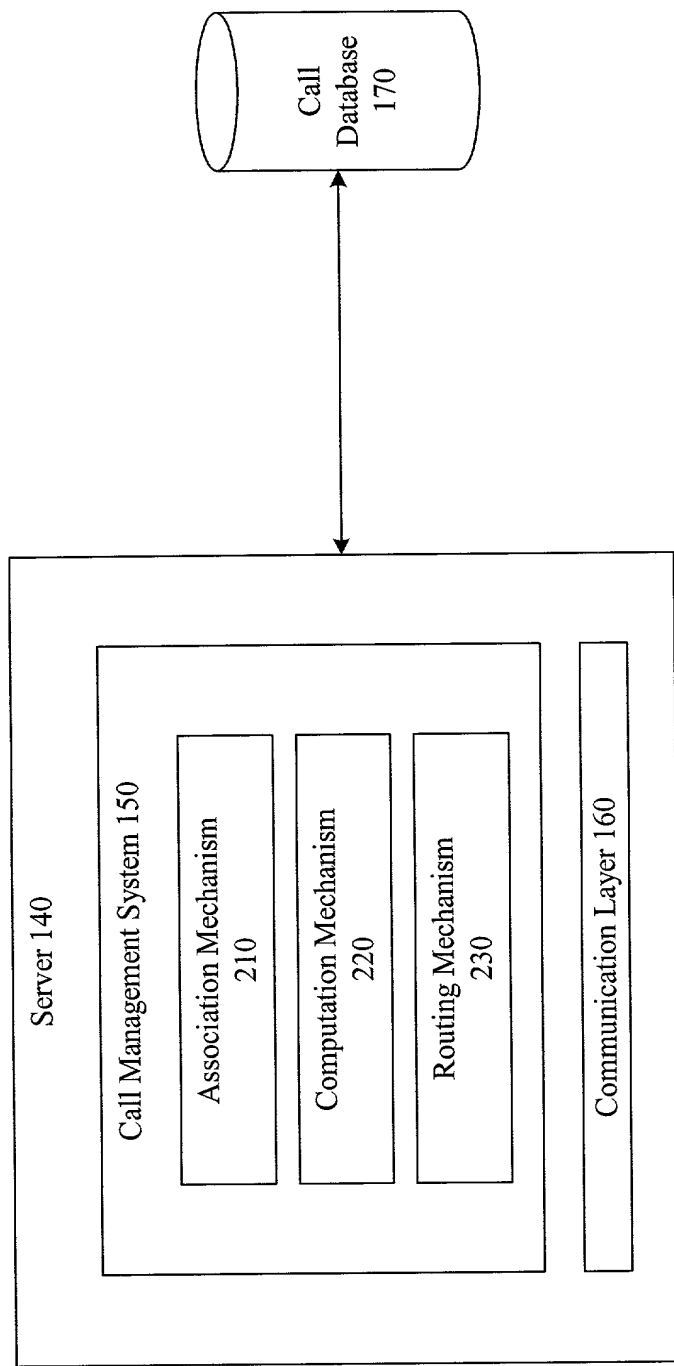 Server 140
Call Management System 150
Association Mechanism
210
Computation Mechanism
220
Routing Mechanism
230
Communication Layer 160
Call
Database
170